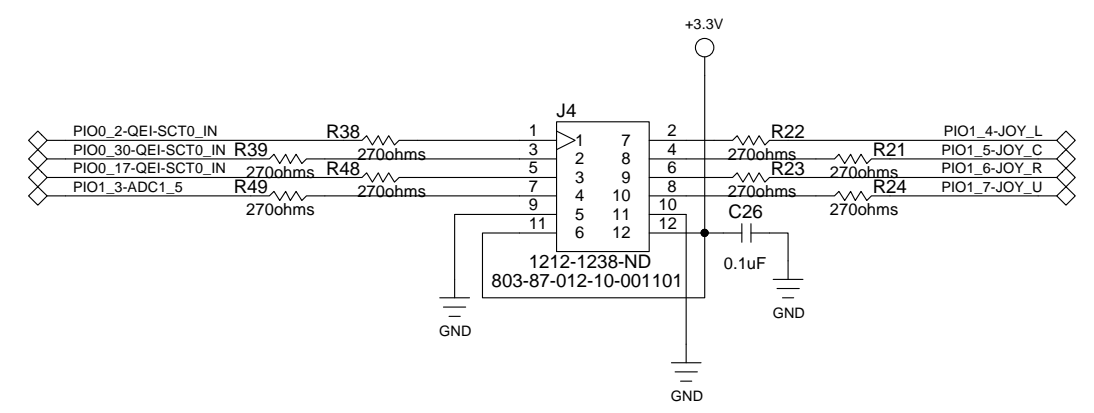 +3.3V
J4
PIO0_2-QEI-SCT0_IN R38 1 1 7 2 R22 PIO1_4-JOY_L
PIO0_30-QEI-SCT0_IN R39 270ohms 3 2 8 4 270ohms R21 PIO1_5-JOY_C
PIO0_17-QEI-SCT0_IN 270ohms R48 5 3 9 6 R23 270ohms PIO1_6-JOY_R
PIO1_3-ADC1_5 R49 270ohms 7 4 10 8 270ohms R24 PIO1_7-JOY_U
270ohms 9 5 11 10 C26 270ohms
11 6 12 12
1212-1238-ND 0.1uF
803-87-012-10-001101
GND GND
GND